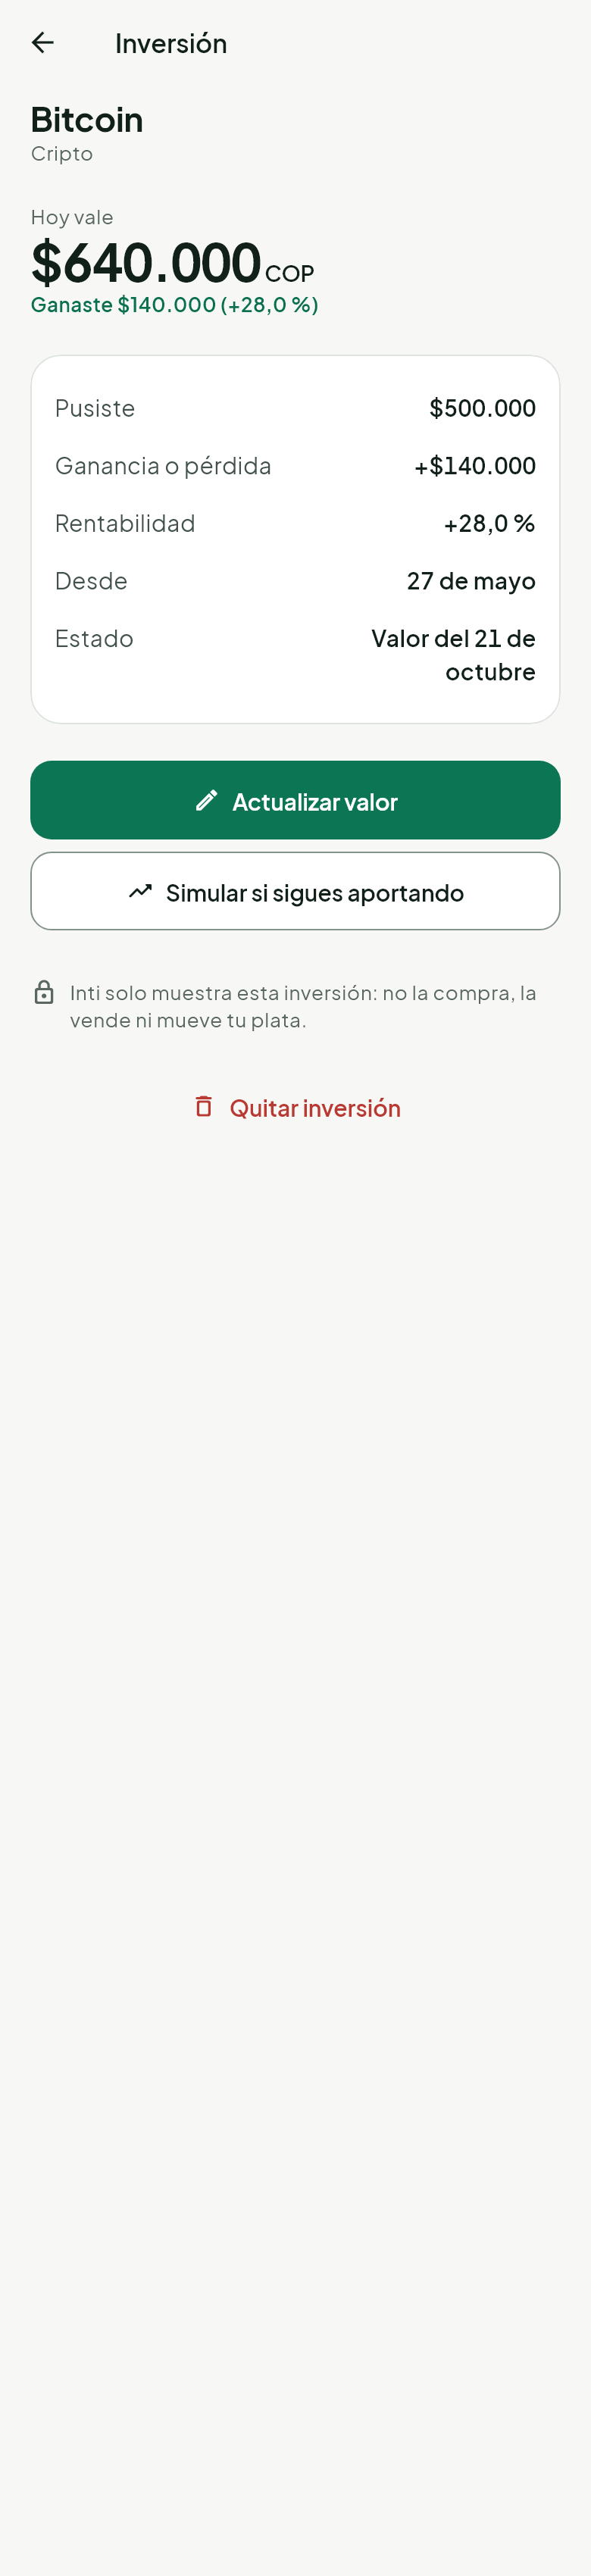 Inversión
Bitcoin
Cripto
Hoy vale
$640.000 COP
Ganaste $140.000 (+28,0 %)
Pusiste $500.000
Ganancia o pérdida +$140.000
Rentabilidad +28,0 %
Desde 27 de mayo
Estado Valor del 21 de
octubre
Actualizar valor
Simular si sigues aportando
Inti solo muestra esta inversión: no la compra, la
vende ni mueve tu plata.
Quitar inversión